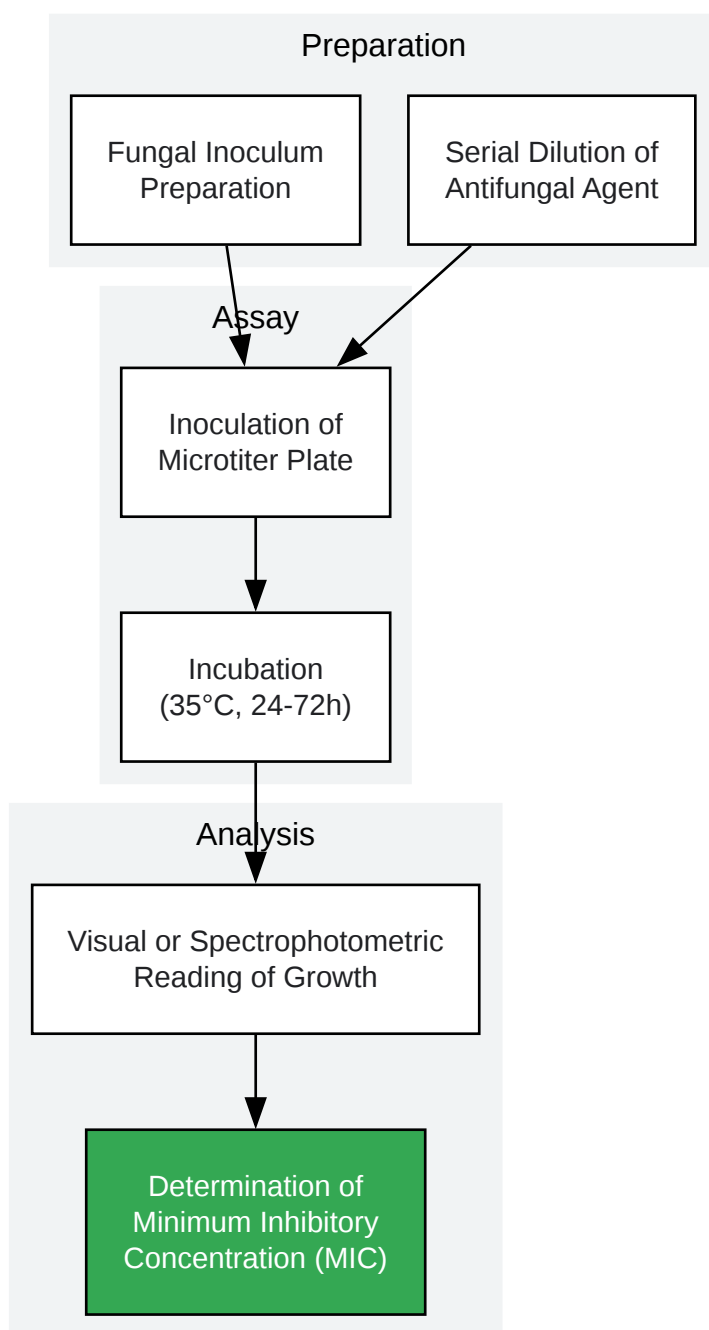 Preparation
Fungal Inoculum
Preparation
Serial Dilution of
Antifungal Agent
Assay
Inoculation of
Microtiter Plate
Incubation
(35°C, 24-72h)
Analysis
Visual or Spectrophotometric
Reading of Growth
Determination of
Minimum Inhibitory
Concentration (MIC)